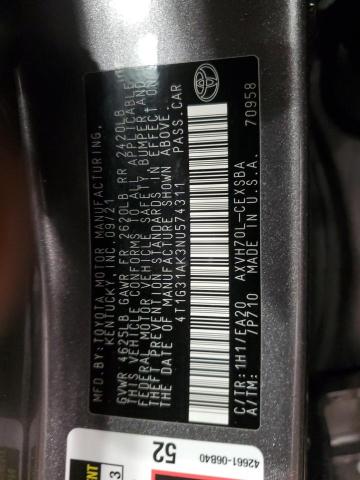 MFD.BY:TOYOTA MOTOR MANUFACTURING,
KENTUCKY, INC. 09/21
GVWR 4625LB GAWR FR 2620LB RR 2420LB
THIS VEHICLE CONFORMS TO ALL APPLICABLE
FEDERAL MOTOR VEHICLE SAFETY, BUMPER AND
THEFT PREVENTION STANDARDS IN EFFECT ON
THE DATE OF MANUFACTURE SHOWN ABOVE.
4T1G31AK3NU574311 PASS.CAR
C/TR: 1H1/FA20 AXVH70L-CEXSBA
A/TM: 7P710 MADE IN U.S.A. 70958
52
42661-06B40